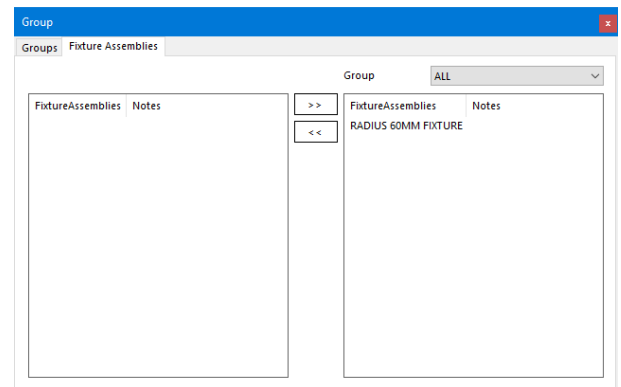 Group
x
Groups Fixture Assemblies
Group ALL
FixtureAssemblies Notes >> FixtureAssemblies Notes
<< RADIUS 60MM FIXTURE